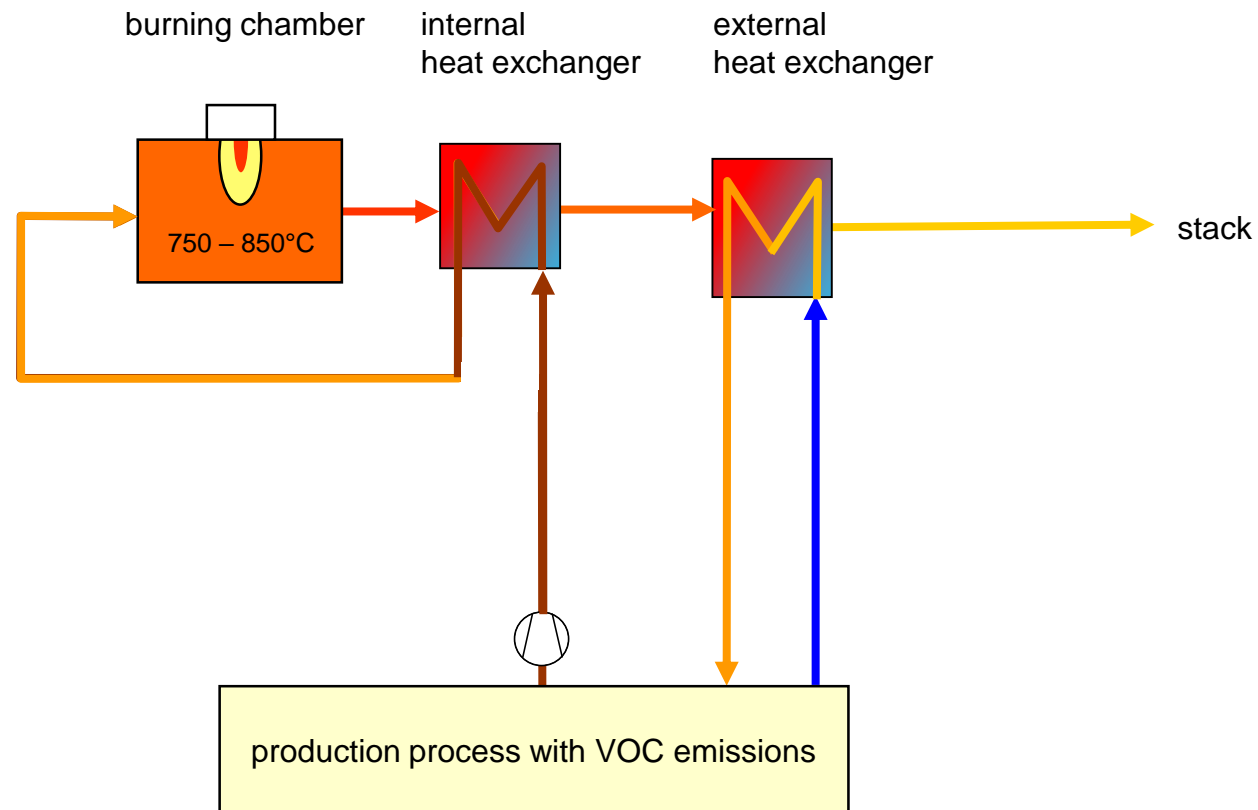 burning chamber
internal
heat exchanger
external
heat exchanger
750 – 850°C
stack
production process with VOC emissions